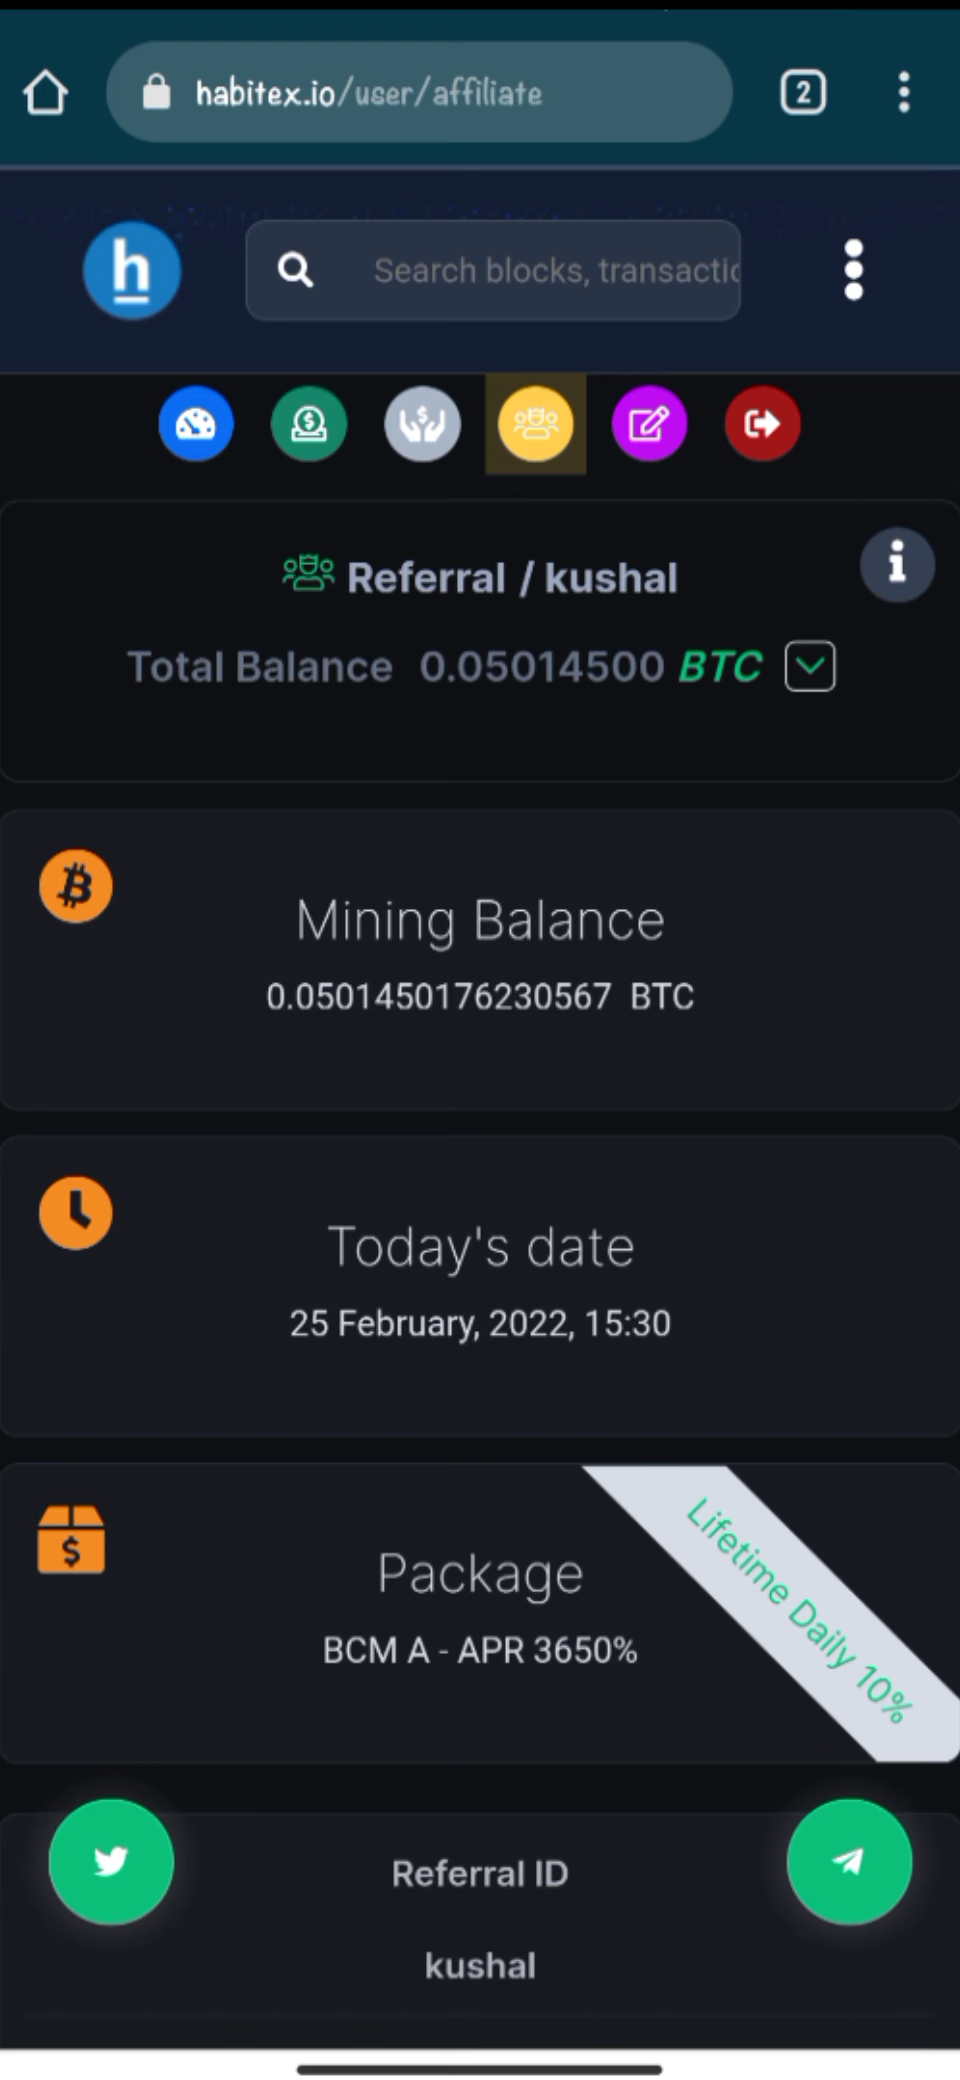 habitex.io/user/affiliate
2
h
Search blocks, transactio
Referral / kushal
Total Balance 0.05014500 BTC
Mining Balance
0.0501450176230567 BTC
Today's date
25 February, 2022, 15:30
Package
BCM A - APR 3650%
Lifetime Daily 10%
Referral ID
kushal